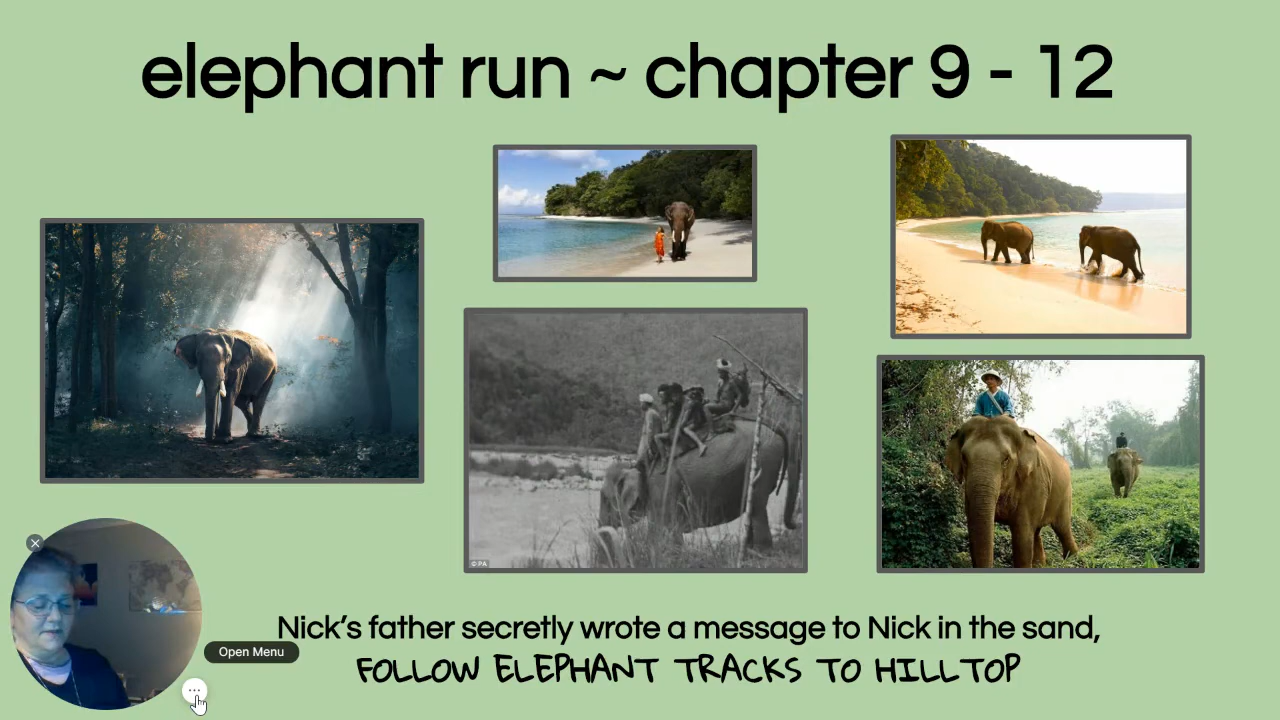 elephant run ~ chapter 9 - 12
© PA
Nick's father secretly wrote a message to Nick in the sand,
FOLLOW ELEPHANT TRACKS TO HILLTOP
Open Menu